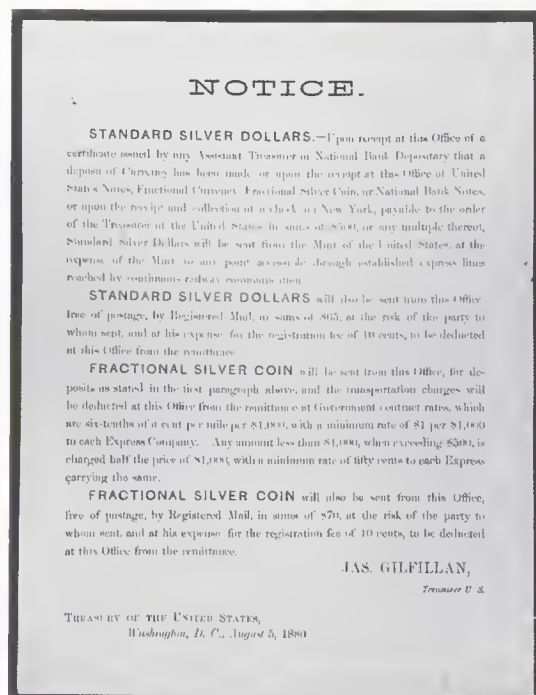 NOTICE.
STANDARD SILVER DOLLARS.—Upon receipt at this Office of a
certificate issued by any Assistant Treasurer or National Bank Depositary that a
deposit of Currency has been made or upon the receipt at this Office of United
States Notes, Fractional Currency Fractional Silver Coin, or National Bank Notes,
or upon the receipt and collection of a check on New York, payable to the order
of the Treasurer of the United States in sums of $500, or any multiple thereof,
Standard Silver Dollars will be sent from the Mint of the United States, at the
expense of the Mint to any point accessible through established express lines
reached by continuous railway communication
STANDARD SILVER DOLLARS will also be sent from this Office
free of postage, by Registered Mail, in sums of $65, at the risk of the party to
whom sent, and at his expense for the registration fee of 10 cents, to be deducted
at this Office from the remittance
FRACTIONAL SILVER COIN will be sent from this Office, for de-
posits as stated in the first paragraph above, and the transportation charges will
be deducted at this Office from the remittance at Government contract rates, which
are six-tenths of a cent per mile per $1,000, with a minimum rate of $1 per $1,000
to each Express Company. Any amount less than $1,000, when exceeding $500, is
charged half the price of $1,000, with a minimum rate of fifty cents to each Express
carrying the same.
FRACTIONAL SILVER COIN will also be sent from this Office,
free of postage, by Registered Mail, in sums of $70, at the risk of the party to
whom sent, and at his expense for the registration fee of 10 cents, to be deducted
at this Office from the remittance.
JAS. GILFILLAN,
Treasurer U S.
TREASURY OF THE UNITED STATES,
Washington, D. C., August 5, 1880